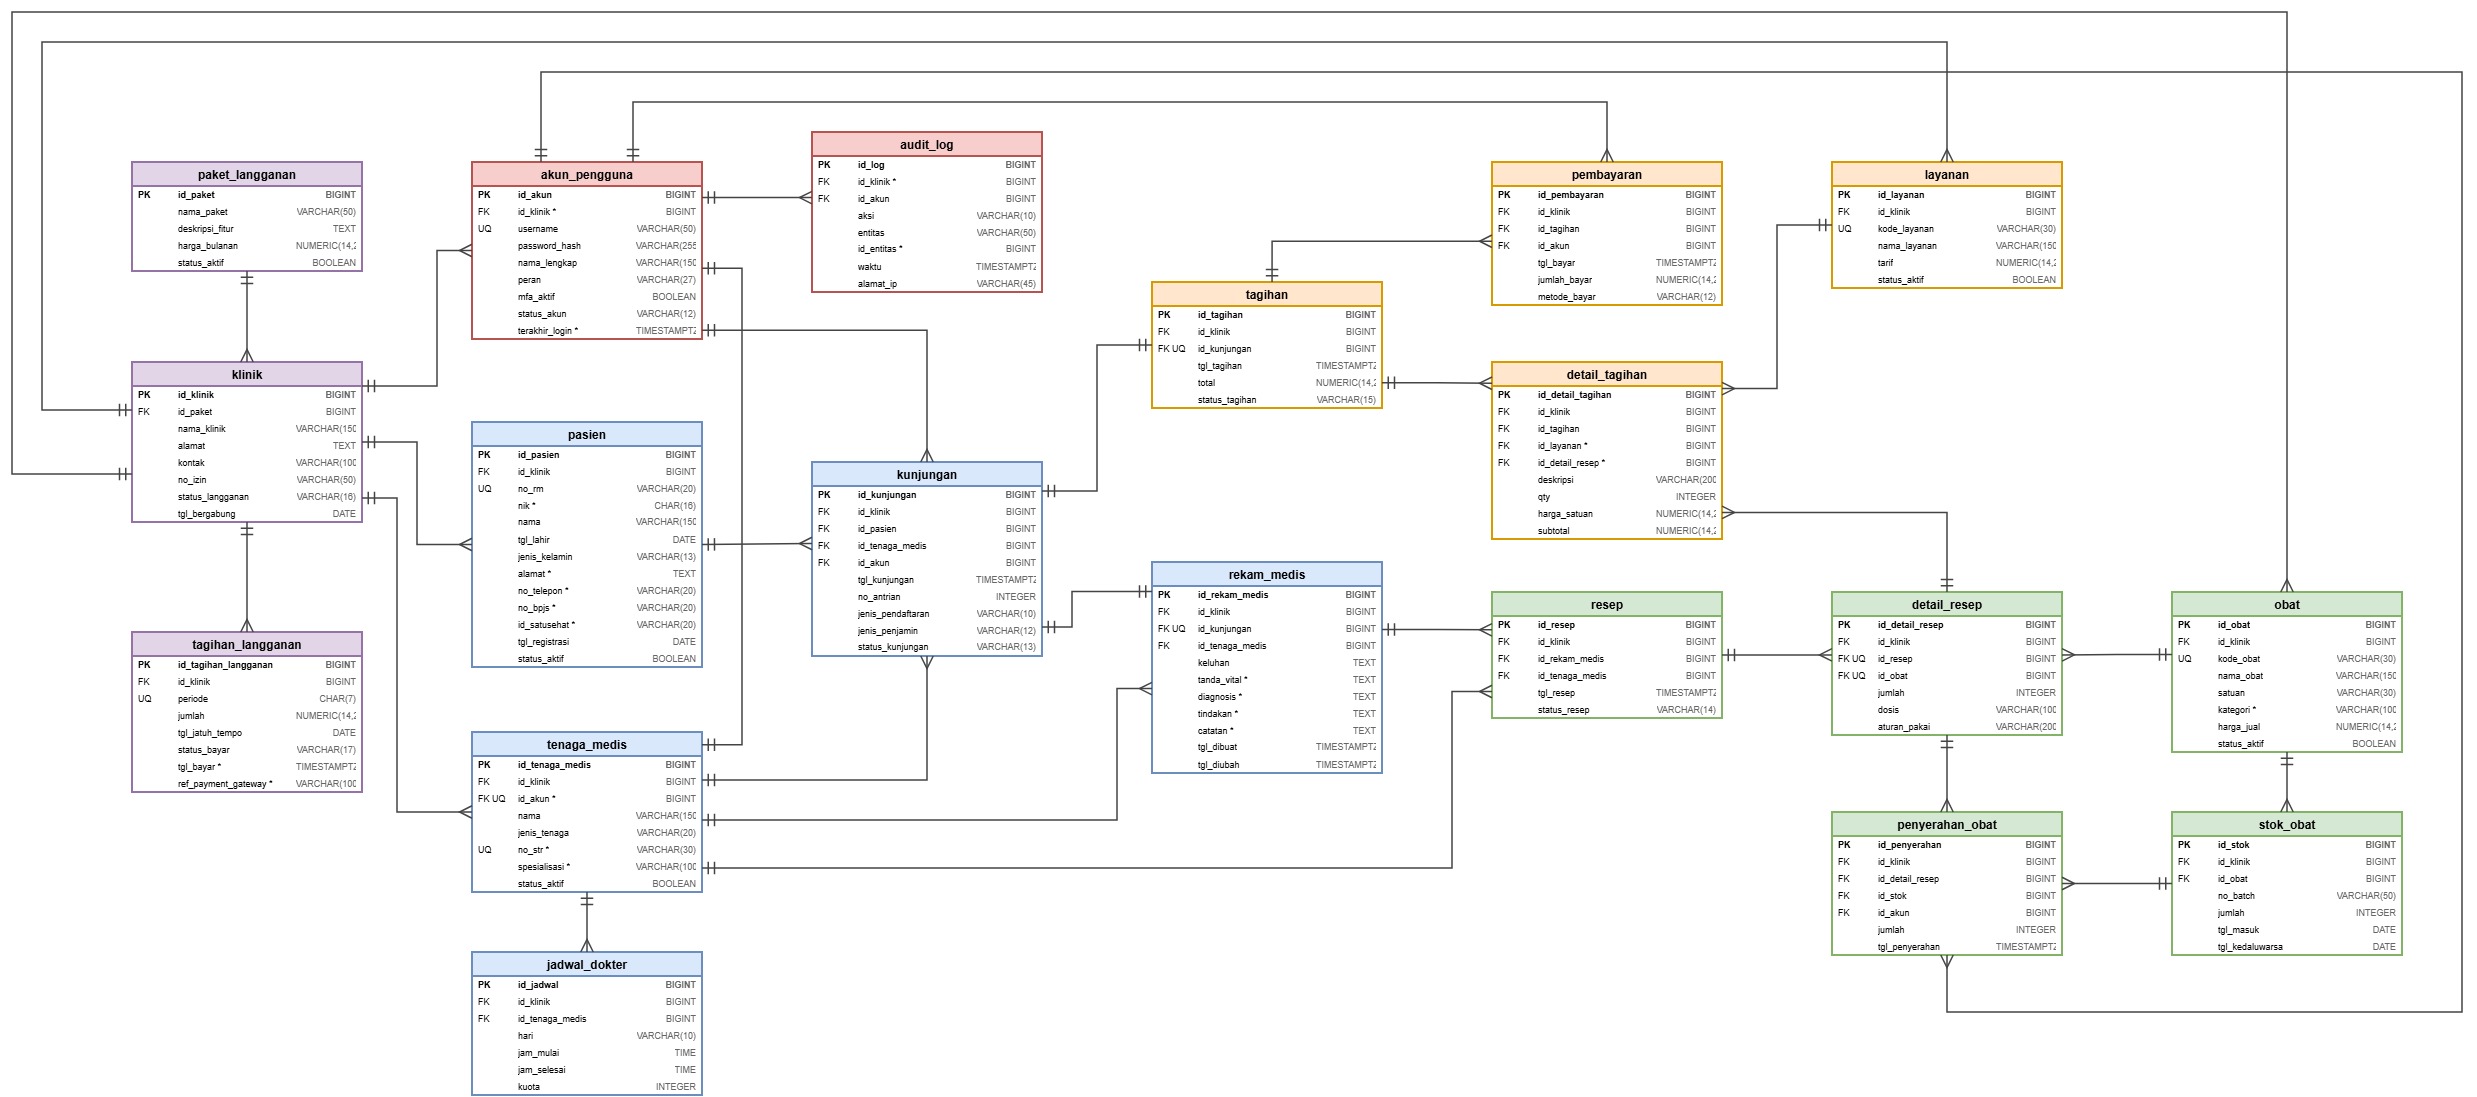 paket_langganan
PK id_paket BIGINT
nama_paket VARCHAR(50)
deskripsi_fitur TEXT
harga_bulanan NUMERIC(14,2
status_aktif BOOLEAN
klinik
PK id_klinik BIGINT
FK id_paket BIGINT
nama_klinik VARCHAR(150
alamat TEXT
kontak VARCHAR(100
no_izin VARCHAR(50)
status_langganan VARCHAR(16)
tgl_bergabung DATE
tagihan_langganan
PK id_tagihan_langganan BIGINT
FK id_klinik BIGINT
UQ periode CHAR(7)
jumlah NUMERIC(14,2
tgl_jatuh_tempo DATE
status_bayar VARCHAR(17)
tgl_bayar * TIMESTAMPTZ
ref_payment_gateway * VARCHAR(100
akun_pengguna
PK id_akun BIGINT
FK id_klinik * BIGINT
UQ username VARCHAR(50)
password_hash VARCHAR(255
nama_lengkap VARCHAR(150
peran VARCHAR(27)
mfa_aktif BOOLEAN
status_akun VARCHAR(12)
terakhir_login * TIMESTAMPTZ
pasien
PK id_pasien BIGINT
FK id_klinik BIGINT
UQ no_rm VARCHAR(20)
nik * CHAR(16)
nama VARCHAR(150
tgl_lahir DATE
jenis_kelamin VARCHAR(13)
alamat * TEXT
no_telepon * VARCHAR(20)
no_bpjs * VARCHAR(20)
id_satusehat * VARCHAR(20)
tgl_registrasi DATE
status_aktif BOOLEAN
tenaga_medis
PK id_tenaga_medis BIGINT
FK id_klinik BIGINT
FK UQ id_akun * BIGINT
nama VARCHAR(150
jenis_tenaga VARCHAR(20)
UQ no_str * VARCHAR(30)
spesialisasi * VARCHAR(100
status_aktif BOOLEAN
jadwal_dokter
PK id_jadwal BIGINT
FK id_klinik BIGINT
FK id_tenaga_medis BIGINT
hari VARCHAR(10)
jam_mulai TIME
jam_selesai TIME
kuota INTEGER
audit_log
PK id_log BIGINT
FK id_klinik * BIGINT
FK id_akun BIGINT
aksi VARCHAR(10)
entitas VARCHAR(50)
id_entitas * BIGINT
waktu TIMESTAMPTZ
alamat_ip VARCHAR(45)
kunjungan
PK id_kunjungan BIGINT
FK id_klinik BIGINT
FK id_pasien BIGINT
FK id_tenaga_medis BIGINT
FK id_akun BIGINT
tgl_kunjungan TIMESTAMPTZ
no_antrian INTEGER
jenis_pendaftaran VARCHAR(10)
jenis_penjamin VARCHAR(12)
status_kunjungan VARCHAR(13)
tagihan
PK id_tagihan BIGINT
FK id_klinik BIGINT
FK UQ id_kunjungan BIGINT
tgl_tagihan TIMESTAMPTZ
total NUMERIC(14,2
status_tagihan VARCHAR(15)
rekam_medis
PK id_rekam_medis BIGINT
FK id_klinik BIGINT
FK UQ id_kunjungan BIGINT
FK id_tenaga_medis BIGINT
keluhan TEXT
tanda_vital * TEXT
diagnosis * TEXT
tindakan * TEXT
catatan * TEXT
tgl_dibuat TIMESTAMPTZ
tgl_diubah TIMESTAMPTZ
pembayaran
PK id_pembayaran BIGINT
FK id_klinik BIGINT
FK id_tagihan BIGINT
FK id_akun BIGINT
tgl_bayar TIMESTAMPTZ
jumlah_bayar NUMERIC(14,2
metode_bayar VARCHAR(12)
detail_tagihan
PK id_detail_tagihan BIGINT
FK id_klinik BIGINT
FK id_tagihan BIGINT
FK id_layanan * BIGINT
FK id_detail_resep * BIGINT
deskripsi VARCHAR(200
qty INTEGER
harga_satuan NUMERIC(14,2
subtotal NUMERIC(14,2
resep
PK id_resep BIGINT
FK id_klinik BIGINT
FK id_rekam_medis BIGINT
FK id_tenaga_medis BIGINT
tgl_resep TIMESTAMPTZ
status_resep VARCHAR(14)
layanan
PK id_layanan BIGINT
FK id_klinik BIGINT
UQ kode_layanan VARCHAR(30)
nama_layanan VARCHAR(150
tarif NUMERIC(14,2
status_aktif BOOLEAN
detail_resep
PK id_detail_resep BIGINT
FK id_klinik BIGINT
FK UQ id_resep BIGINT
FK UQ id_obat BIGINT
jumlah INTEGER
dosis VARCHAR(100
aturan_pakai VARCHAR(200
penyerahan_obat
PK id_penyerahan BIGINT
FK id_klinik BIGINT
FK id_detail_resep BIGINT
FK id_stok BIGINT
FK id_akun BIGINT
jumlah INTEGER
tgl_penyerahan TIMESTAMPTZ
obat
PK id_obat BIGINT
FK id_klinik BIGINT
UQ kode_obat VARCHAR(30)
nama_obat VARCHAR(150
satuan VARCHAR(30)
kategori * VARCHAR(100
harga_jual NUMERIC(14,2
status_aktif BOOLEAN
stok_obat
PK id_stok BIGINT
FK id_klinik BIGINT
FK id_obat BIGINT
no_batch VARCHAR(50)
jumlah INTEGER
tgl_masuk DATE
tgl_kedaluwarsa DATE